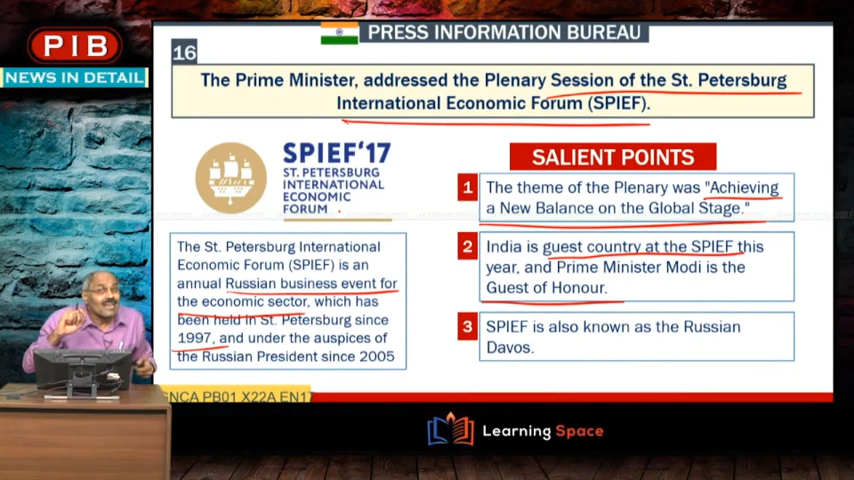 PIB
NEWS IN DETAIL
PRESS INFORMATION BUREAU
16
The Prime Minister, addressed the Plenary Session of the St. Petersburg
International Economic Forum (SPIEF).
SPIEF'17
ST. PETERSBURG
INTERNATIONAL
ECONOMIC
FORUM
The St. Petersburg International
Economic Forum (SPIEF) is an
annual Russian business event for
the economic sector, which has
been held in St. Petersburg since
1997, and under the auspices of
the Russian President since 2005
SALIENT POINTS
1
The theme of the Plenary was "Achieving
a New Balance on the Global Stage."
2
India is guest country at the SPIEF this
year, and Prime Minister Modi is the
Guest of Honour.
3
SPIEF is also known as the Russian
Davos.
NCA PB01 X22A EN17
Learning Space